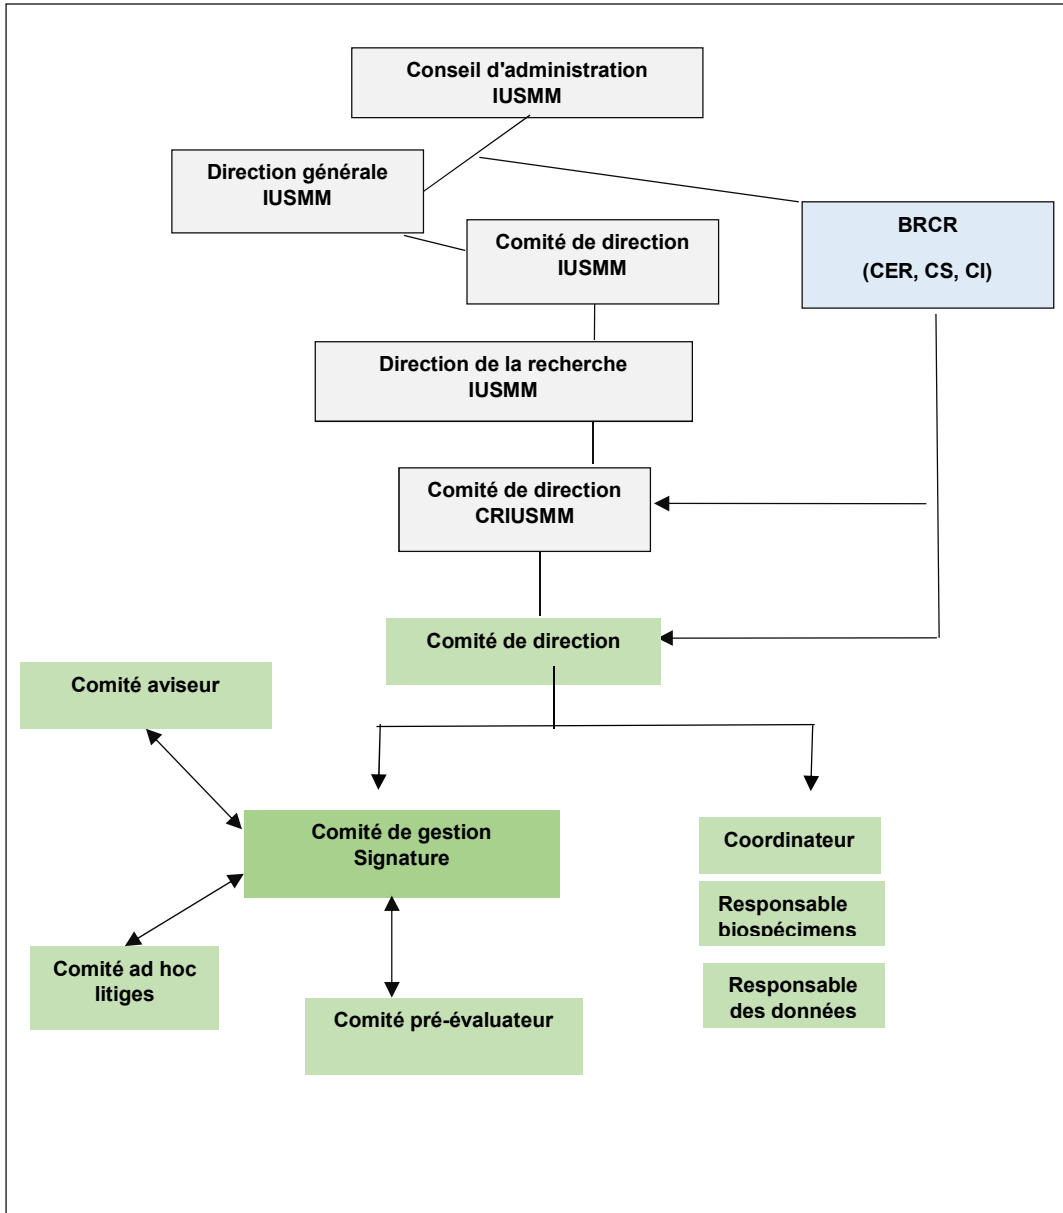 Conseil d'administration
IUSMM
Direction générale
IUSMM
BRCR
(CER, CS, CI)
Comité de direction
IUSMM
Direction de la recherche
IUSMM
Comité de direction
CRIUSMM
Comité de direction
Comité aviseur
Comité de gestion
Signature
Coordinateur
Responsable
biospécimens
Comité ad hoc
litiges
Responsable
des données
Comité pré-évaluateur